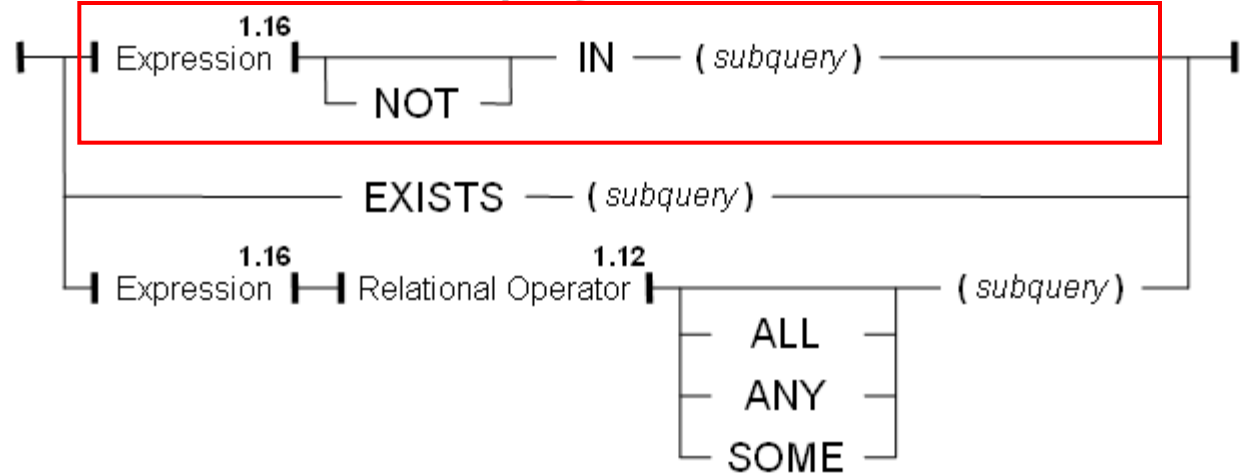 1.16
Expression IN ( subquery )
NOT
EXISTS ( subquery )
1.16 1.12
Expression Relational Operator ( subquery )
ALL
ANY
SOME